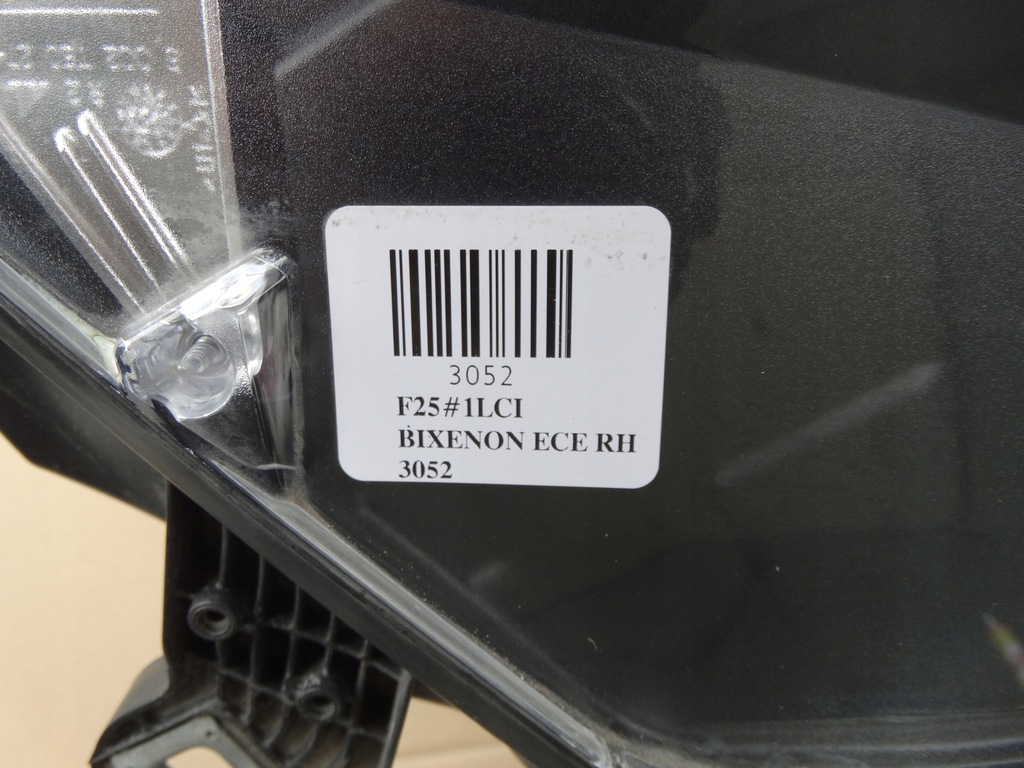 3052
F25#1LCI
BIXENON ECE RH
3052